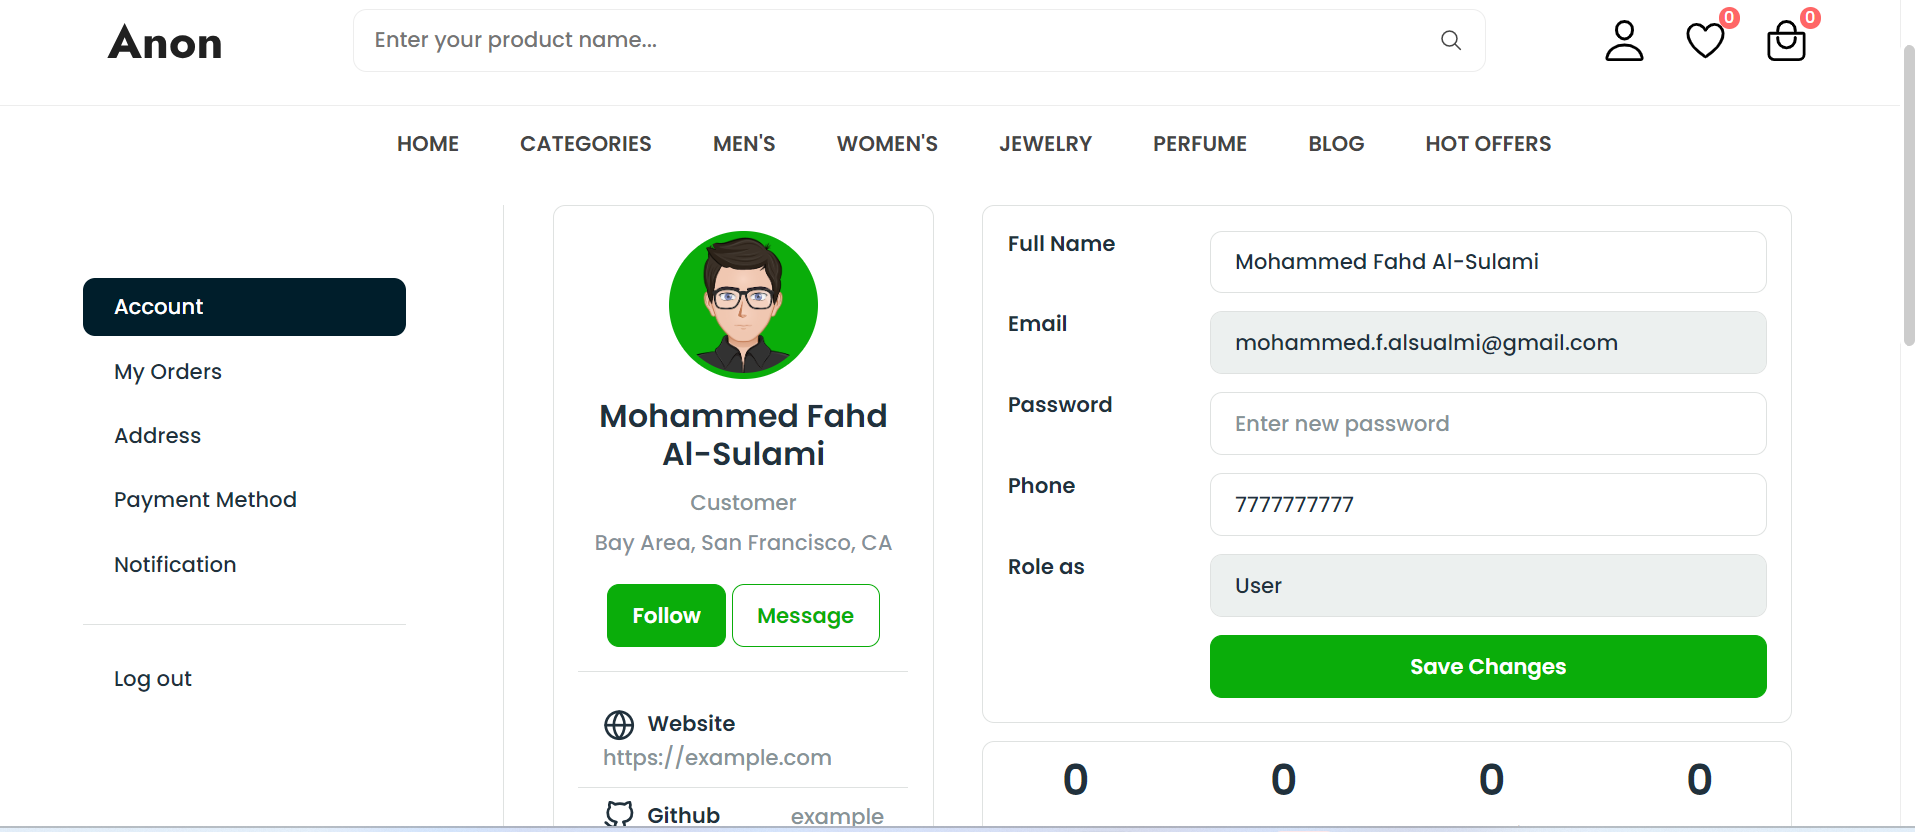 Anon
Enter your product name...
0
0
HOME CATEGORIES MEN'S WOMEN'S JEWELRY PERFUME BLOG HOT OFFERS
Account
My Orders
Address
Payment Method
Notification
Log out
Mohammed Fahd
Al-Sulami
Customer
Bay Area, San Francisco, CA
Follow Message
Website
https://example.com
Github example
Full Name Mohammed Fahd Al-Sulami
Email mohammed.f.alsualmi@gmail.com
Password Enter new password
Phone 7777777777
Role as User
Save Changes
0 0 0 0